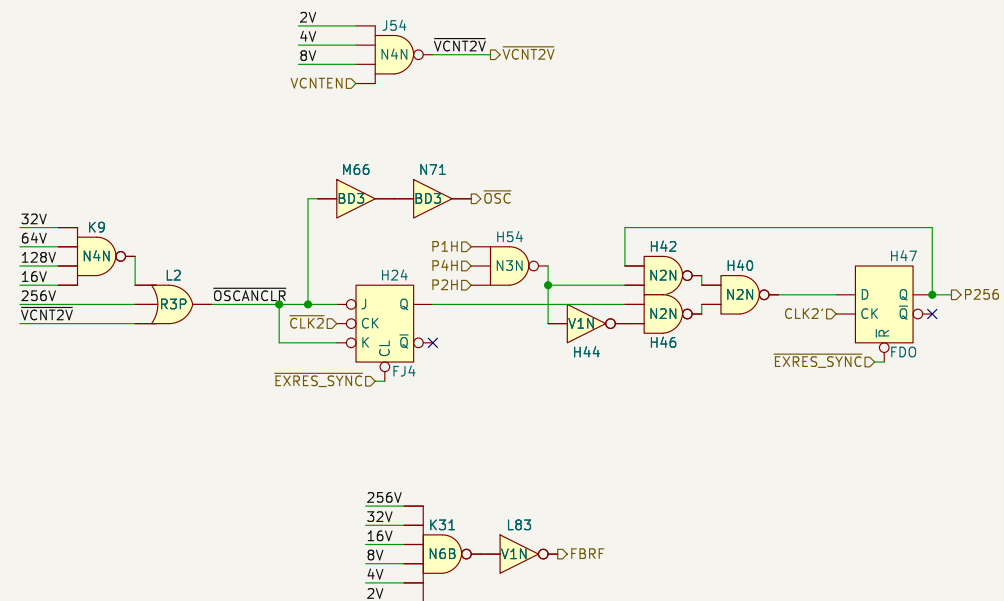 2V
J54
4V
N4N
VCNT2V
VCNT2V
8V
VCNTEN
M66
N71
BD3
BD3
OSC
32V
K9
64V
N4N
128V
16V
L2
256V
R3P
OSCANCLR
VCNT2V
H24
J
Q
CLK2
CK
K
Q
CL
EXRES_SYNC
FJ4
P1H
H54
P4H
N3N
P2H
H42
N2N
H40
N2N
N2N
V1N
H44
H46
H47
D
Q
P256
CLK2'
CK
Q
R
EXRES_SYNC
FDO
256V
32V
K31
L83
16V
N6B
V1N
FBRF
8V
4V
2V